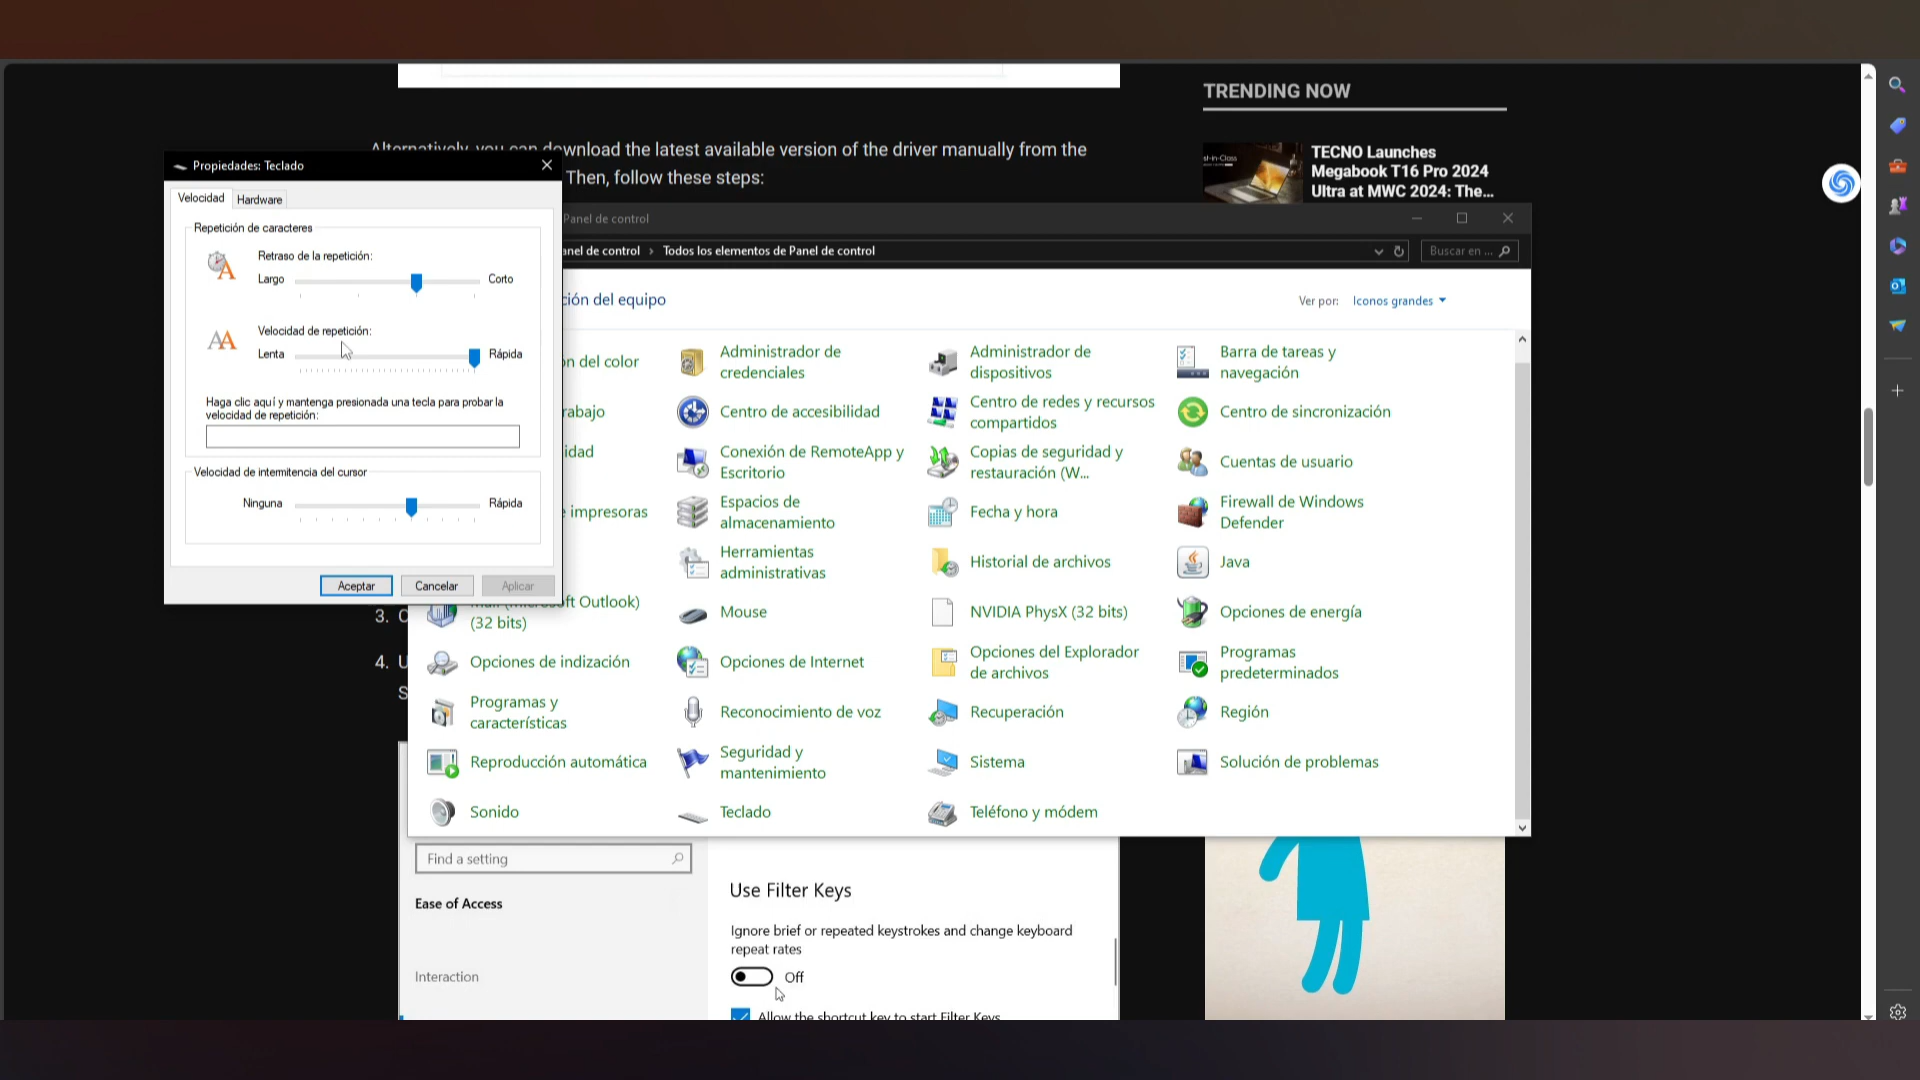 TRENDING NOW
Alternatively, you can download the latest available version of the driver manually from the
Then, follow these steps:
TECNO Launches
Megabook T16 Pro 2024
Ultra at MWC 2024: The...
Propiedades: Teclado
Velocidad
Hardware
Repetición de caracteres
Retraso de la repetición:
Largo
Corto
Velocidad de repetición:
Lenta
Rápida
Haga clic aquí y mantenga presionada una tecla para probar la
velocidad de repetición:
Velocidad de intermitencia del cursor
Ninguna
Rápida
Aceptar
Cancelar
Aplicar
Panel de control
anel de control > Todos los elementos de Panel de control
Buscar en ...
ción del equipo
Ver por:
Iconos grandes
n del color
Administrador de
credenciales
Administrador de
dispositivos
Barra de tareas y
navegación
rabajo
Centro de accesibilidad
Centro de redes y recursos
compartidos
Centro de sincronización
idad
Conexión de RemoteApp y
Escritorio
Copias de seguridad y
restauración (W...
Cuentas de usuario
impresoras
Espacios de
almacenamiento
Fecha y hora
Firewall de Windows
Defender
Herramientas
administrativas
Historial de archivos
Java
Mail (Microsoft Outlook)
(32 bits)
Mouse
NVIDIA PhysX (32 bits)
Opciones de energía
Opciones de indización
Opciones de Internet
Opciones del Explorador
de archivos
Programas
predeterminados
Programas y
características
Reconocimiento de voz
Recuperación
Región
Reproducción automática
Seguridad y
mantenimiento
Sistema
Solución de problemas
Sonido
Teclado
Teléfono y módem
3. C
4. U
S
Find a setting
Ease of Access
Interaction
Use Filter Keys
Ignore brief or repeated keystrokes and change keyboard
repeat rates
Off
Allow the shortcut key to start Filter Keys